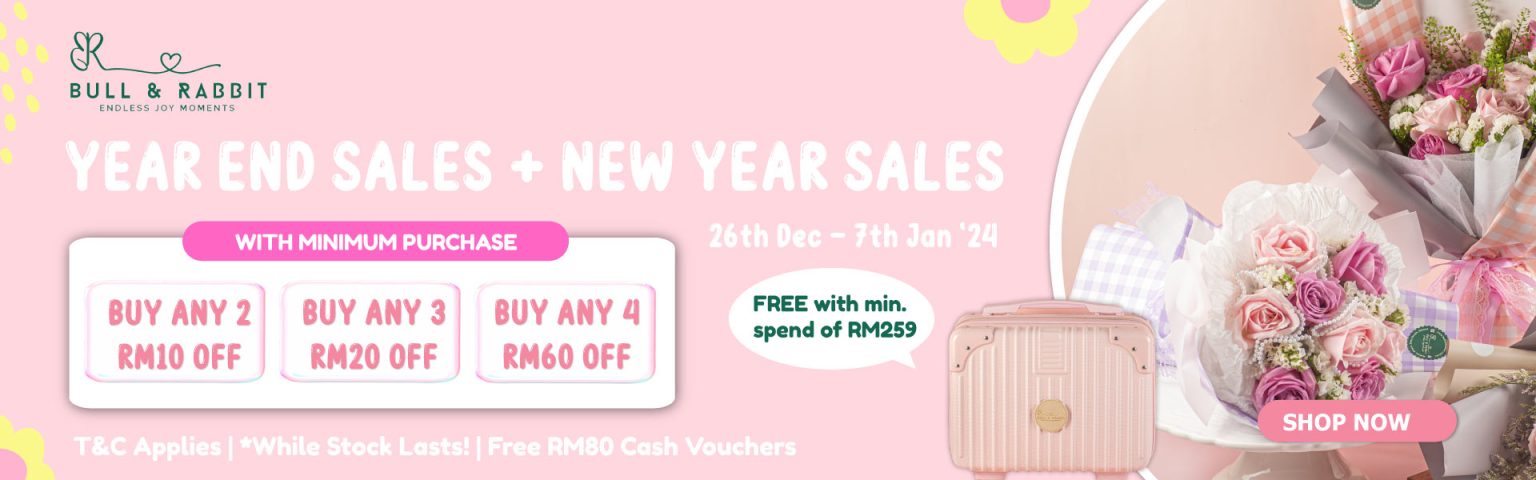 BR
BULL & RABBIT
ENDLESS JOY MOMENTS
YEAR END SALES + NEW YEAR SALES
26th Dec - 7th Jan '24
WITH MINIMUM PURCHASE
BUY ANY 2
RM10 OFF
BUY ANY 3
RM20 OFF
BUY ANY 4
RM60 OFF
FREE with min.
spend of RM259
SHOP NOW
T&C Applies | *While Stock Lasts! | Free RM80 Cash Vouchers